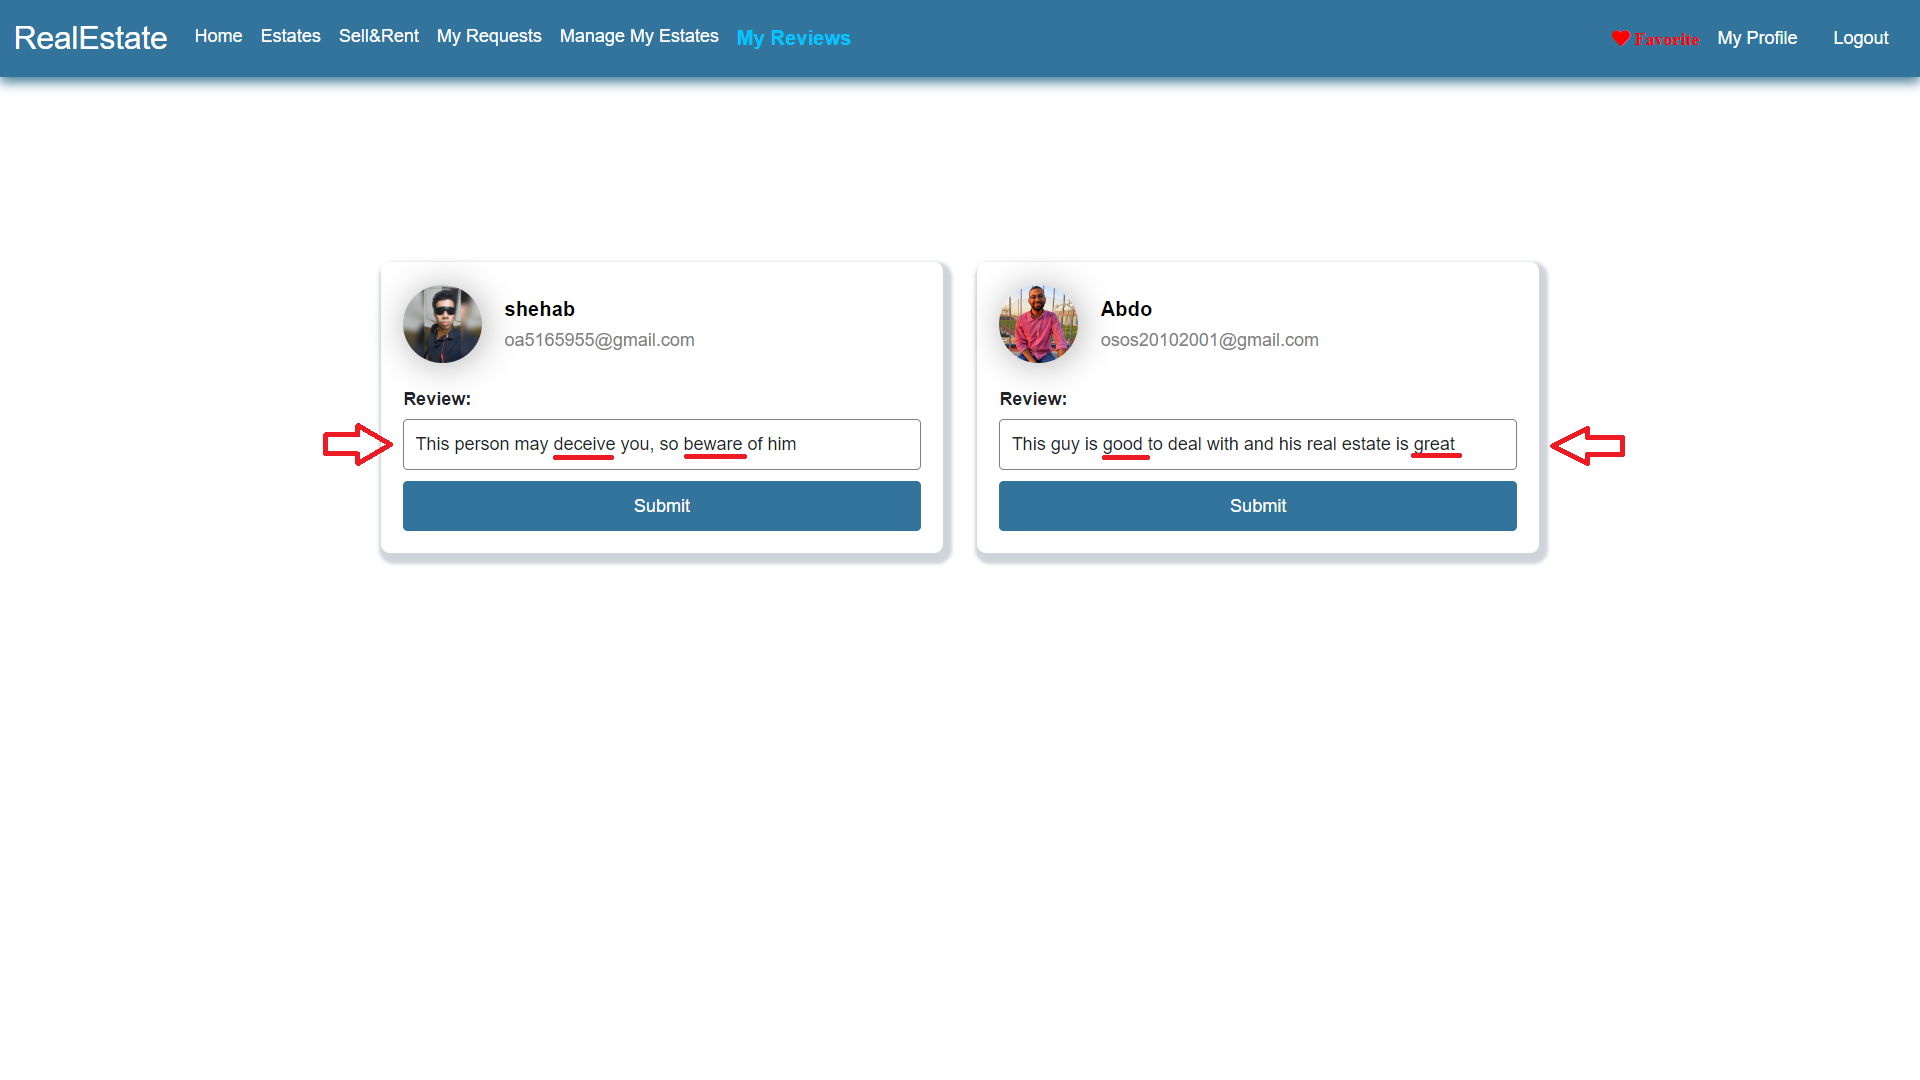 RealEstate Home Estates Sell&Rent My Requests Manage My Estates My Reviews Favorite My Profile Logout
shehab
oa5165955@gmail.com
Review:
This person may deceive you, so beware of him
Submit
Abdo
osos20102001@gmail.com
Review:
This guy is good to deal with and his real estate is great
Submit